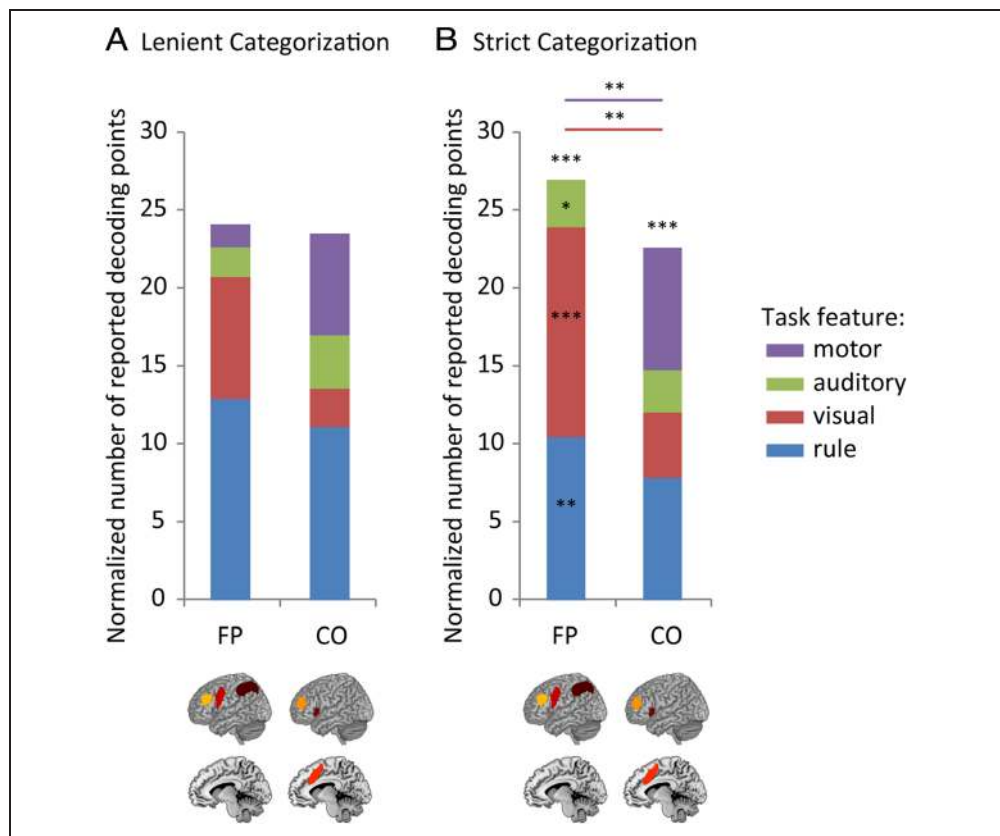 A Lenient Categorization
B Strict Categorization
Normalized number of reported decoding points
30
25
20
15
10
5
0
FP
CO
Normalized number of reported decoding points
30
25
20
15
10
5
0
**
**
***
*
***
**
***
FP
CO
Task feature:
motor
auditory
visual
rule